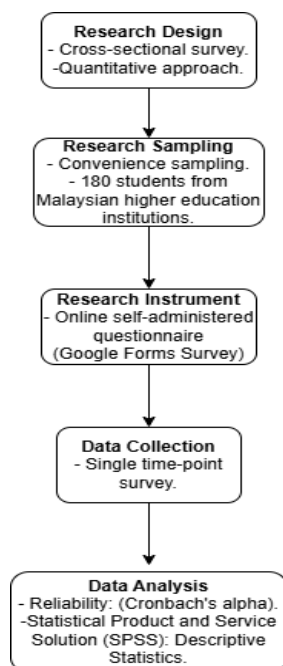 Research Design
- Cross-sectional survey.
-Quantitative approach.
Research Sampling
- Convenience sampling.
- 180 students from
Malaysian higher education
institutions.
Research Instrument
- Online self-administered
questionnaire
(Google Forms Survey)
Data Collection
- Single time-point
survey.
Data Analysis
- Reliability: (Cronbach's alpha).
-Statistical Product and Service
Solution (SPSS): Descriptive
Statistics.